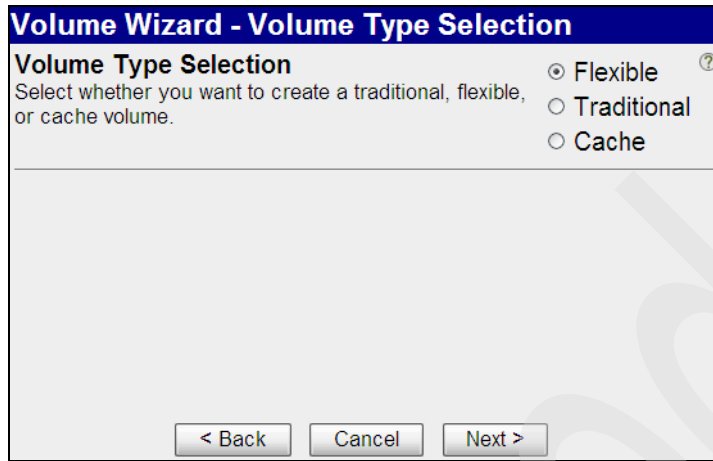 Volume Wizard - Volume Type Selection
Volume Type Selection
Select whether you want to create a traditional, flexible,
or cache volume.
Flexible
Traditional
Cache
?
< Back
Cancel
Next >